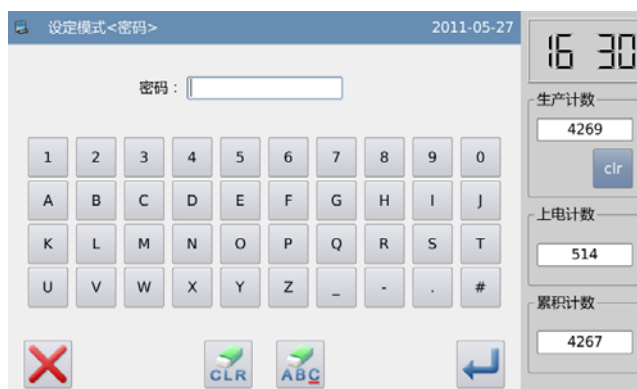 设定模式<密码>
2011-05-27
16 30
密码：
生产计数
4269
clr
1 2 3 4 5 6 7 8 9 0
A B C D E F G H I J
上电计数
514
K L M N O P Q R S T
U V W X Y Z _ - . #
累积计数
4267
CLR
ABC